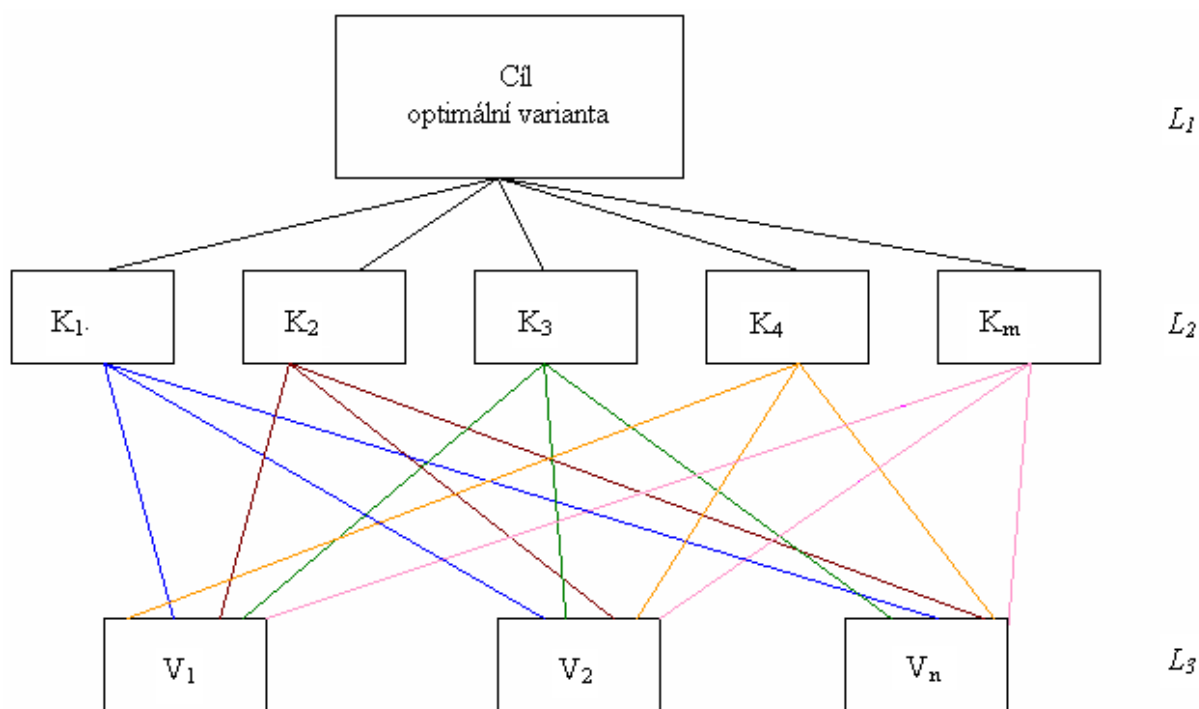 Cíl
optimální varianta
L1
K1.
K2
K3
K4
Km
L2
V1
V2
Vn
L3